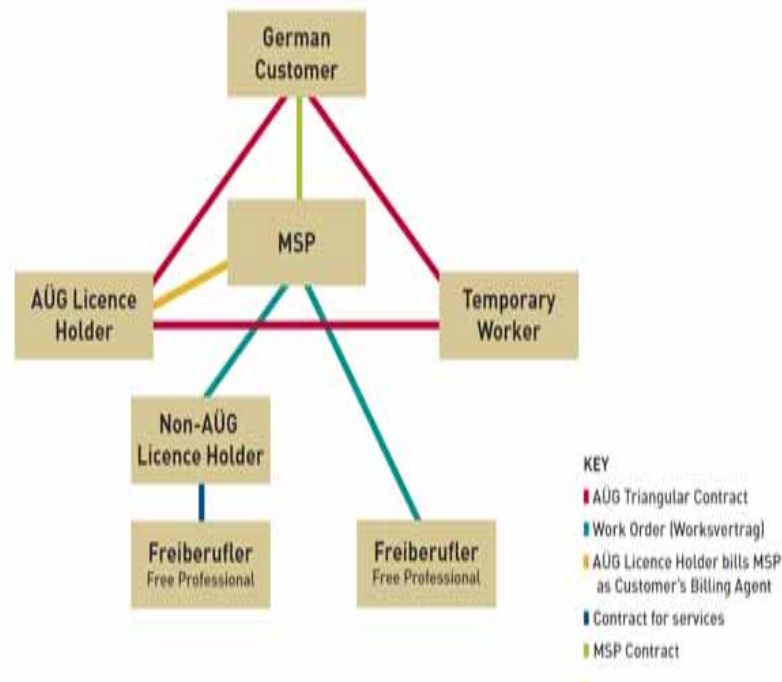 German
Customer
MSP
AÜG Licence
Holder
Temporary
Worker
Non-AÜG
Licence Holder
Freiberufler
Free Professional
Freiberufler
Free Professional
KEY
AÜG Triangular Contract
Work Order (Worksvertrag)
AÜG Licence Holder bills MSP
as Customer's Billing Agent
Contract for services
MSP Contract